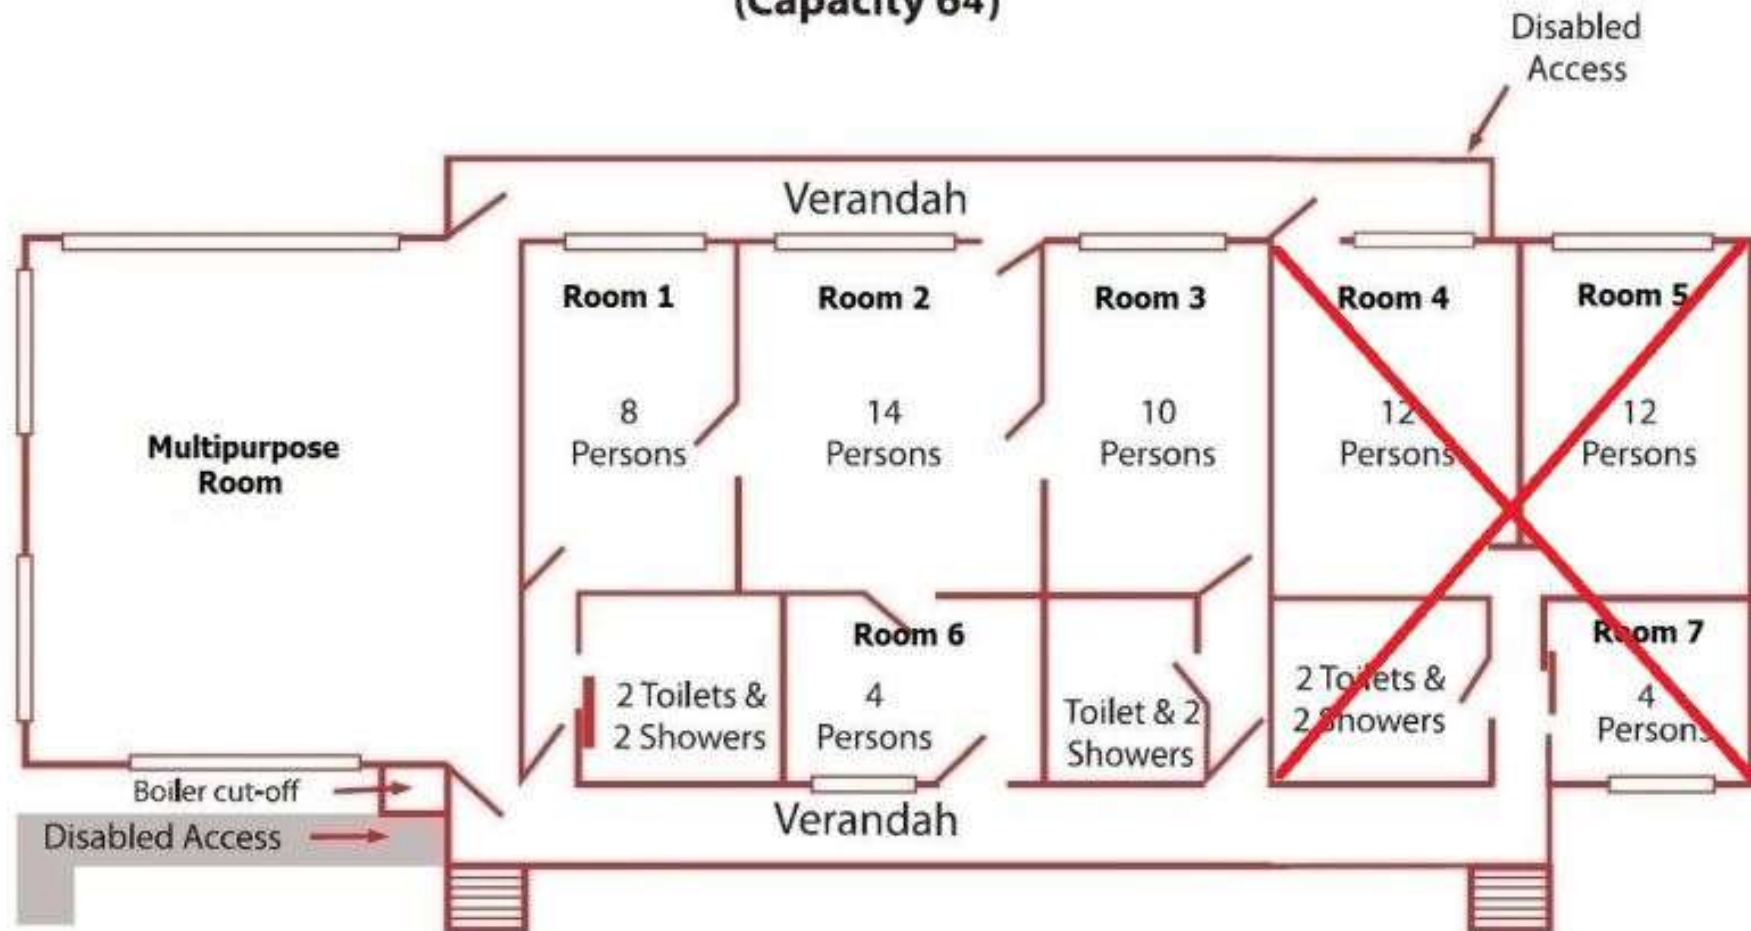 (Capacity 64)
Disabled
Access
Verandah
Room 1
Room 2
Room 3
Room 4
Room 5
8
Persons
14
Persons
10
Persons
12
Persons
12
Persons
Multipurpose
Room
Room 6
Room 7
2 Toilets &
2 Showers
4
Persons
Toilet & 2
Showers
2 Toilets &
2 Showers
4
Persons
Boiler cut-off
Disabled Access
Verandah